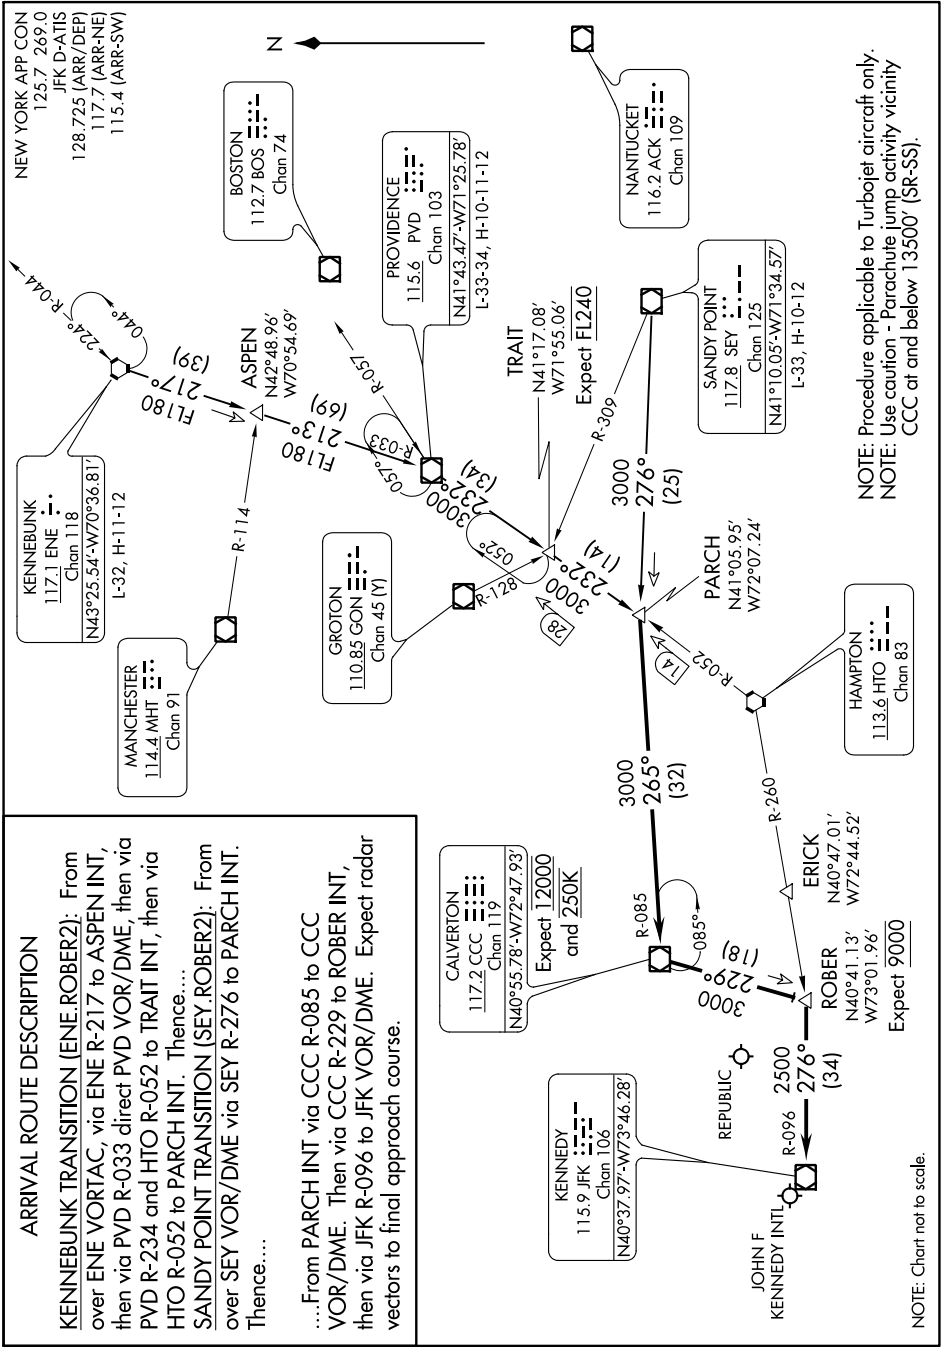 ARRIVAL ROUTE DESCRIPTION
KENNEBUNK TRANSITION (ENE.ROBER2): From
over ENE VORTAC, via ENE R-217 to ASPEN INT,
then via PVD R-033 direct PVD VOR/DME, then via
PVD R-234 and HTO R-052 to TRAIT INT, then via
HTO R-052 to PARCH INT. Thence....
SANDY POINT TRANSITION (SEY.ROBER2): From
over SEY VOR/DME via SEY R-276 to PARCH INT.
Thence....
....From PARCH INT via CCC R-085 to CCC
VOR/DME. Then via CCC R-229 to ROBER INT,
then via JFK R-096 to JFK VOR/DME. Expect radar
vectors to final approach course.
NEW YORK APP CON
125.7 269.0
JFK D-ATIS
128.725 (ARR/DEP)
117.7 (ARR-NE)
115.4 (ARR-SW)
N
KENNEBUNK
117.1 ENE
Chan 118
N43°25.54'-W70°36.81'
L-32, H-11-12
224°
R-044
044°
FL180
217°
(39)
MANCHESTER
114.4 MHT
Chan 91
R-114
ASPEN
N42°48.96'
W70°54.69'
FL180
213°
(69)
BOSTON
112.7 BOS
Chan 74
R-057
057°
R-033
PROVIDENCE
115.6 PVD
Chan 103
N41°43.47'-W71°25.78'
L-33-34, H-10-11-12
3000
232°
(34)
GROTON
110.85 GON
Chan 45 (Y)
R-128
052°
TRAIT
N41°17.08'
W71°55.06'
Expect FL240
R-309
3000
232°
(14)
28
NANTUCKET
116.2 ACK
Chan 109
SANDY POINT
117.8 SEY
Chan 125
N41°10.05'-W71°34.57'
L-33, H-10-12
3000
276°
(25)
PARCH
N41°05.95'
W72°07.24'
14
R-052
HAMPTON
113.6 HTO
Chan 83
R-260
3000
265°
(32)
CALVERTON
117.2 CCC
Chan 119
N40°55.78'-W72°47.93'
Expect 12000
and 250K
R-085
085°
3000
229°
(18)
ERICK
N40°47.01'
W72°44.52'
ROBER
N40°41.13'
W73°01.96'
Expect 9000
2500
276°
(34)
R-096
REPUBLIC
KENNEDY
115.9 JFK
Chan 106
N40°37.97'-W73°46.28'
JOHN F
KENNEDY INTL
NOTE: Procedure applicable to Turbojet aircraft only.
NOTE: Use caution - Parachute jump activity vicinity
CCC at and below 13500' (SR-SS).
NOTE: Chart not to scale.